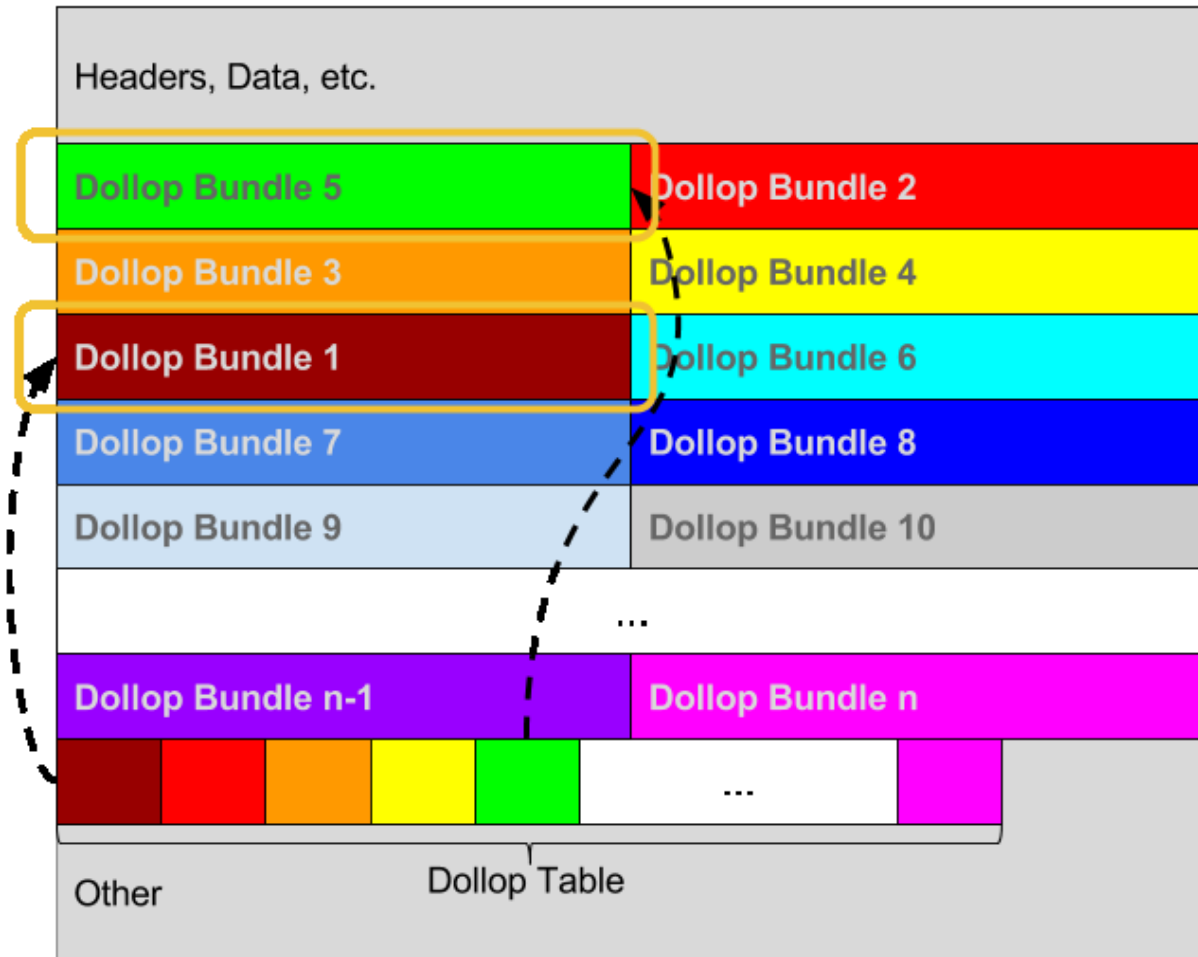 Headers, Data, etc.
Dollop Bundle 5
Dollop Bundle 2
Dollop Bundle 3
Dollop Bundle 4
Dollop Bundle 1
Dollop Bundle 6
Dollop Bundle 7
Dollop Bundle 8
Dollop Bundle 9
Dollop Bundle 10
...
Dollop Bundle n-1
Dollop Bundle n
...
Dollop Table
Other